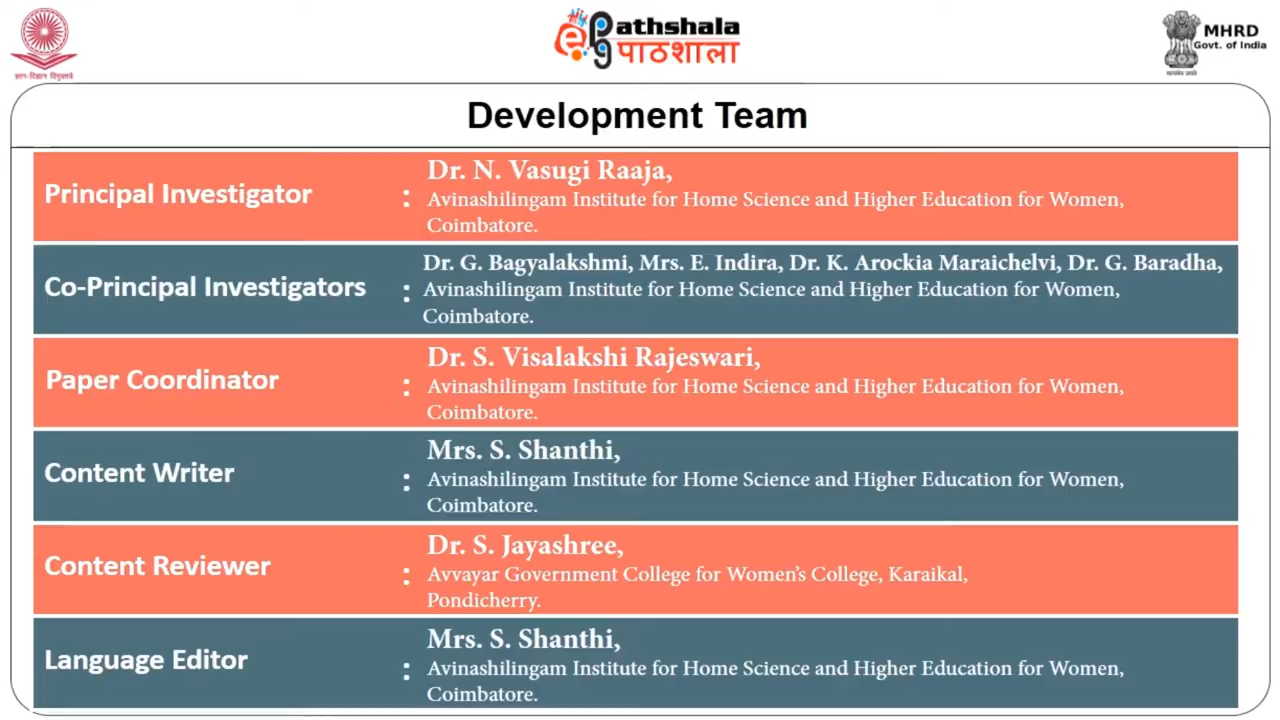 ज्ञान-विज्ञान विमुक्तये
Pathshala
पाठशाला
MHRD
Govt. of India
सत्यमेव जयते
Development Team
Principal Investigator
:
Dr. N. Vasugi Raaja,
Avinashilingam Institute for Home Science and Higher Education for Women,
Coimbatore.
Co-Principal Investigators
:
Dr. G. Bagyalakshmi, Mrs. E. Indira, Dr. K. Arockia Maraichelvi, Dr. G. Baradha,
Avinashilingam Institute for Home Science and Higher Education for Women,
Coimbatore.
Paper Coordinator
:
Dr. S. Visalakshi Rajeswari,
Avinashilingam Institute for Home Science and Higher Education for Women,
Coimbatore.
Content Writer
:
Mrs. S. Shanthi,
Avinashilingam Institute for Home Science and Higher Education for Women,
Coimbatore.
Content Reviewer
:
Dr. S. Jayashree,
Avvayar Government College for Women’s College, Karaikal,
Pondicherry.
Language Editor
:
Mrs. S. Shanthi,
Avinashilingam Institute for Home Science and Higher Education for Women,
Coimbatore.